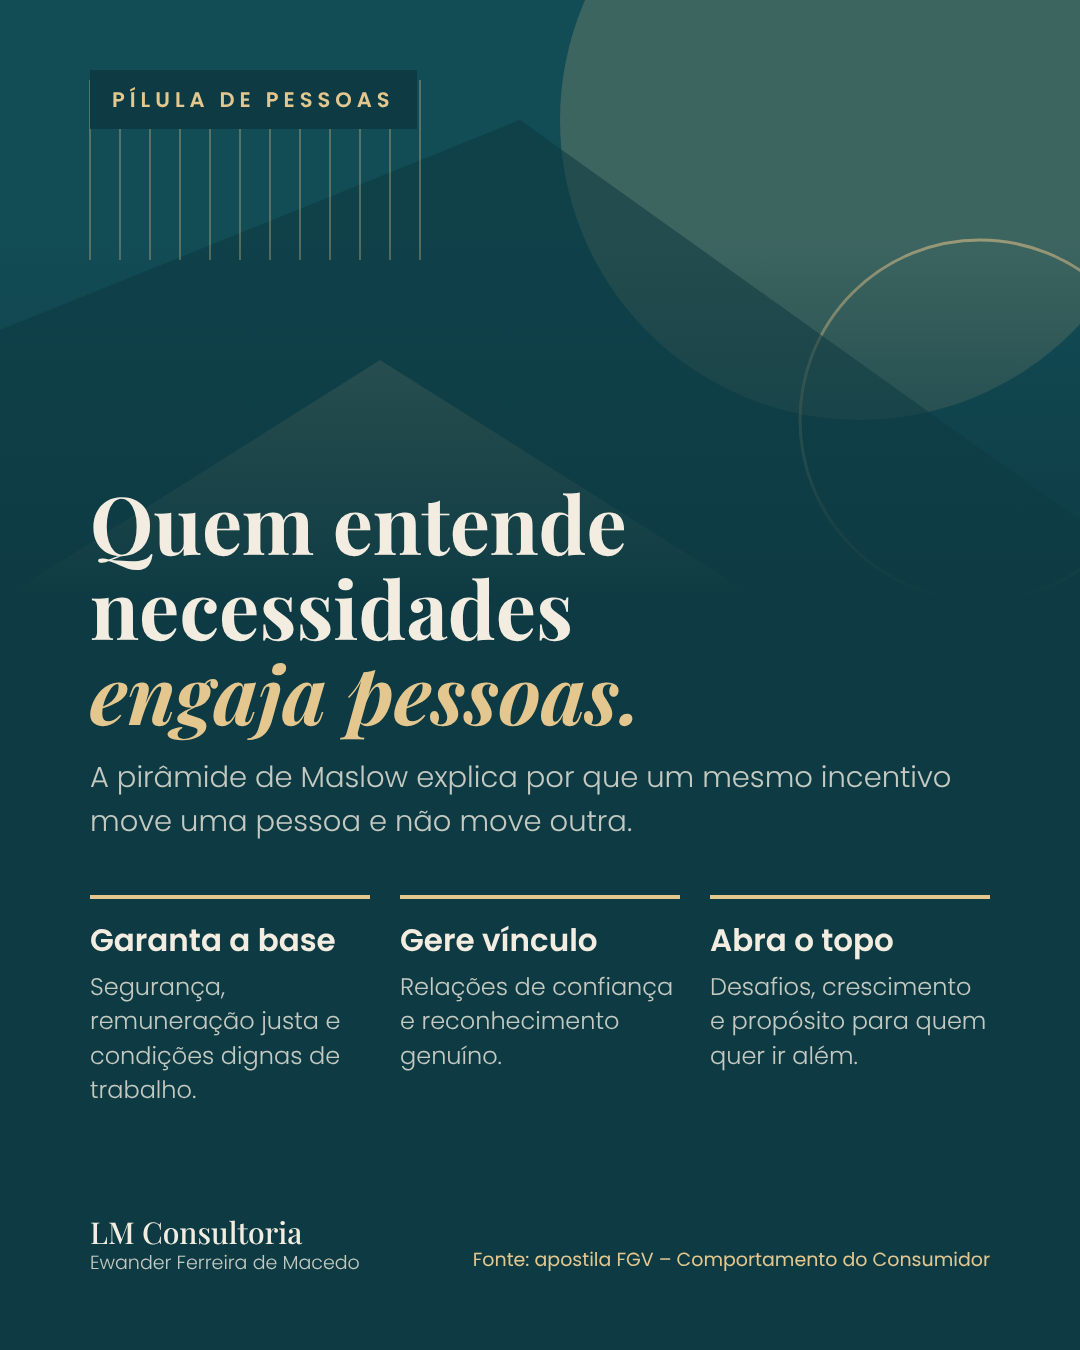 PÍLULA DE PESSOAS
Quem entende
necessidades
engaja pessoas.
A pirâmide de Maslow explica por que um mesmo incentivo
move uma pessoa e não move outra.
Garanta a base
Segurança,
remuneração justa e
condições dignas de
trabalho.
Gere vínculo
Relações de confiança
e reconhecimento
genuíno.
Abra o topo
Desafios, crescimento
e propósito para quem
quer ir além.
LM Consultoria
Ewander Ferreira de Macedo
Fonte: apostila FGV – Comportamento do Consumidor